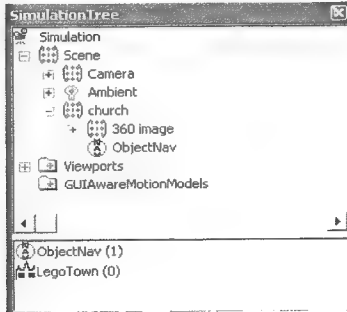 SimulationTree
Simulation
Scene
Camera
Ambient
church
360 image
ObjectNav
Viewports
GUIAwareMotionModels
ObjectNav (1)
LegoTown (0)